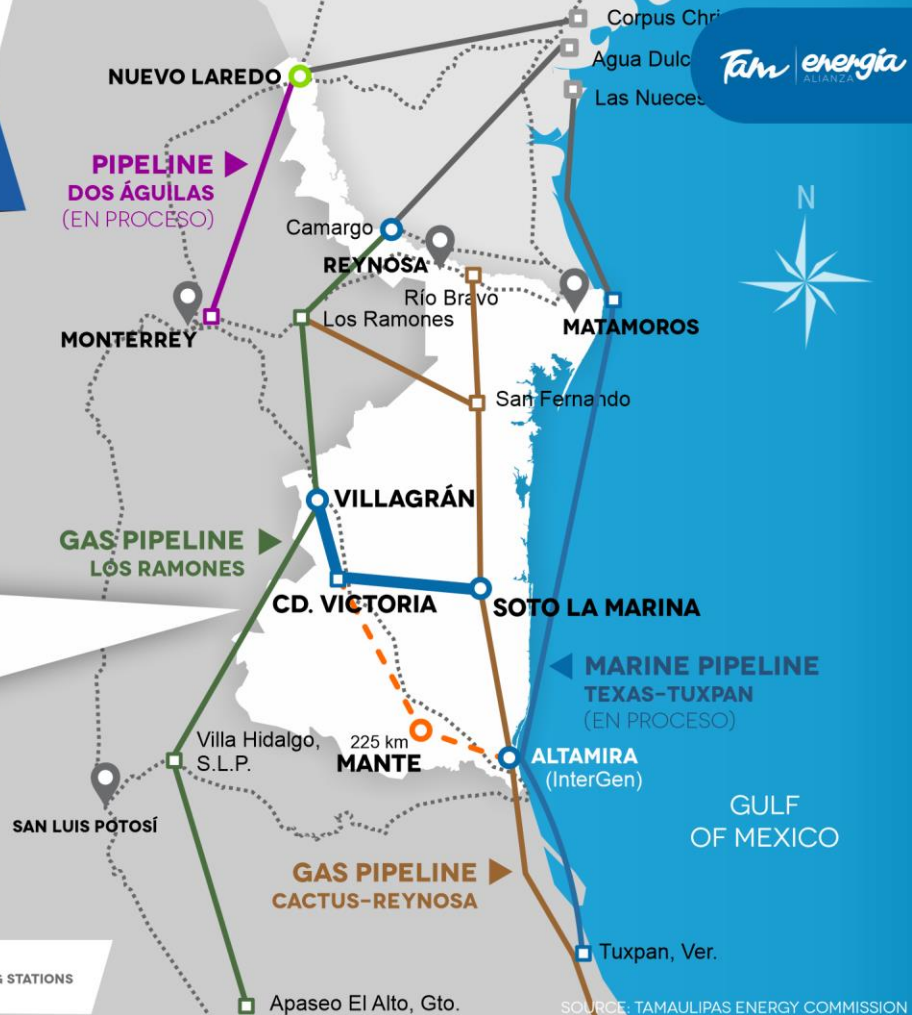 Corpus Chri
Tam energía
ALIANZA
Agua Dulc
NUEVO LAREDO
Las Nueces
PIPELINE
DOS ÁGUILAS
(EN PROCESO)
N
Camargo
REYNOSA
Río Bravo
Los Ramones
MATAMOROS
MONTERREY
San Fernando
VILLAGRÁN
GAS PIPELINE
LOS RAMONES
CD. VICTORIA
SOTO LA MARINA
MARINE PIPELINE
TEXAS-TUXPAN
(EN PROCESO)
Villa Hidalgo,
S.L.P.
225 km
MANTE
ALTAMIRA
(InterGen)
SAN LUIS POTOSÍ
GULF
OF MEXICO
GAS PIPELINE
CACTUS-REYNOSA
Tuxpan, Ver.
STATIONS
Apaseo El Alto, Gto.
SOURCE: TAMAULIPAS ENERGY COMMISSION